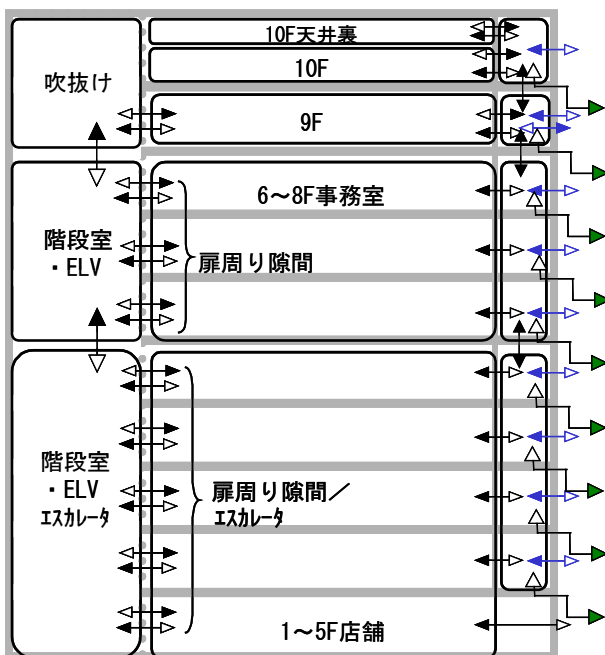 10F天井裏
10F
吹抜け
9F
6～8F事務室
階段室
・ELV
扉周り隙間
階段室
・ELV
ｴｽｶﾚｰﾀ
扉周り隙間／
ｴｽｶﾚｰﾀ
1～5F店舗